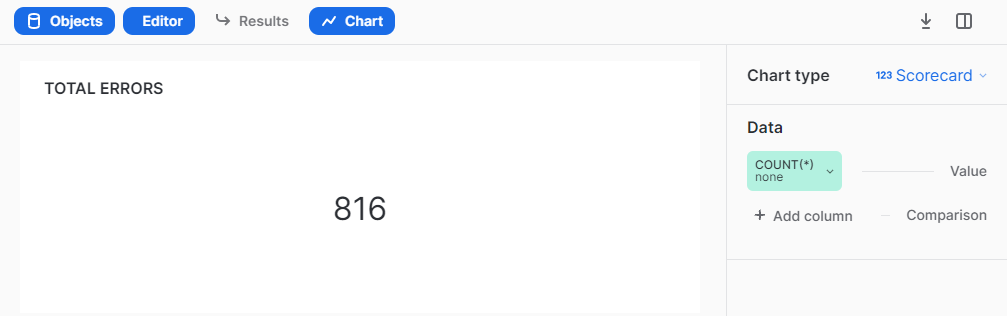 Objects Editor Results Chart
TOTAL ERRORS
816
Chart type 123 Scorecard
Data
COUNT(*)
none
Value
+ Add column Comparison